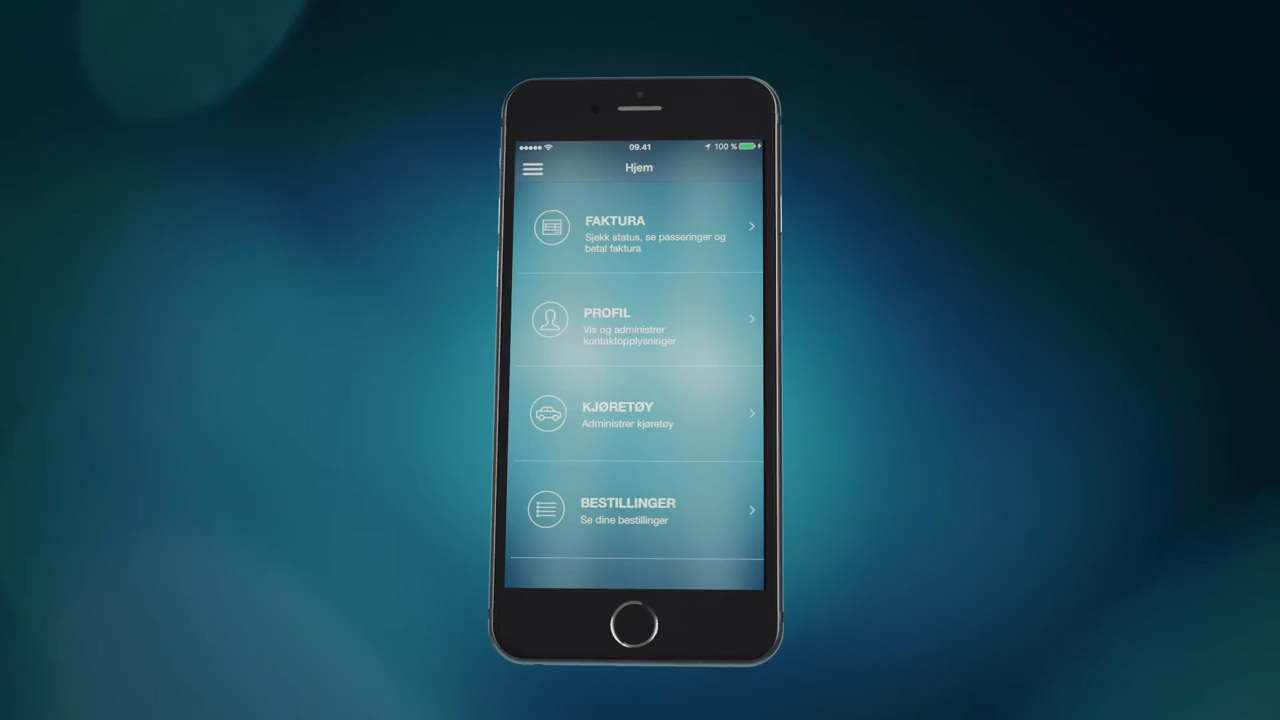 09.41
100 %
Hjem
FAKTURA
Sjekk status, se passeringer og
betal faktura
PROFIL
Vis og administrer
kontaktopplysninger
KJØRETØY
Administrer kjøretøy
BESTILLINGER
Se dine bestillinger